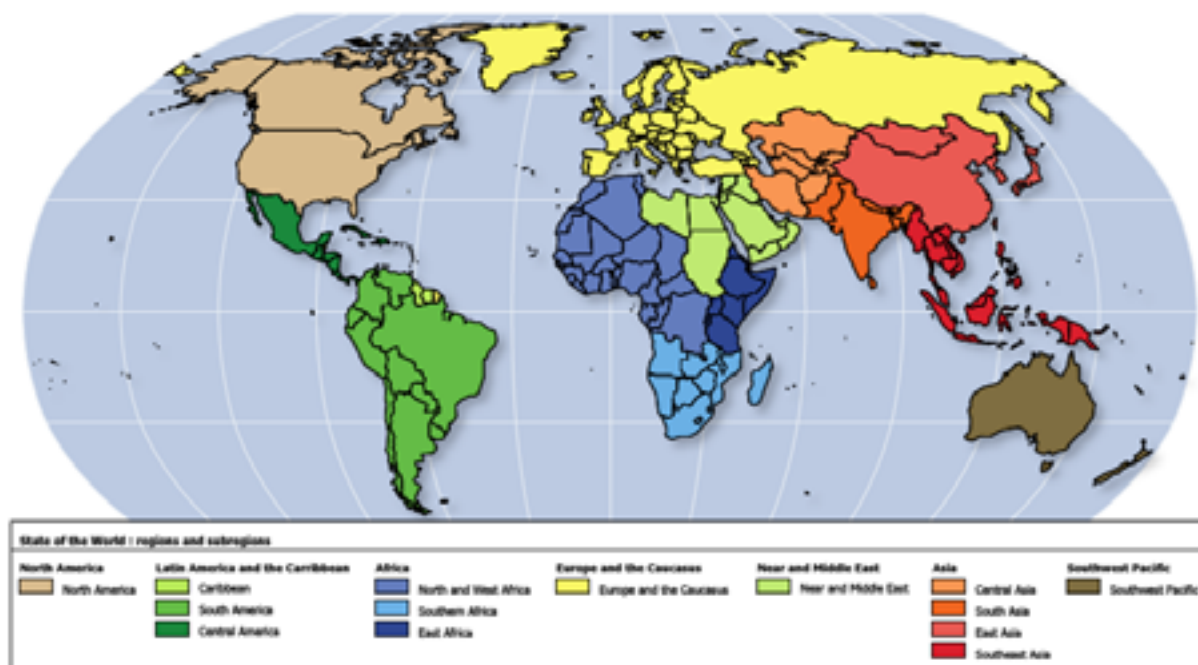 State of the World : regions and subregions
North America
North America
Latin America and the Carribbean
Caribbean
South America
Central America
Africa
North and West Africa
Southern Africa
East Africa
Europe and the Caucasus
Europe and the Caucasus
Near and Middle East
Near and Middle East
Asia
Central Asia
South Asia
East Asia
Southeast Asia
Southwest Pacific
Southwest Pacific